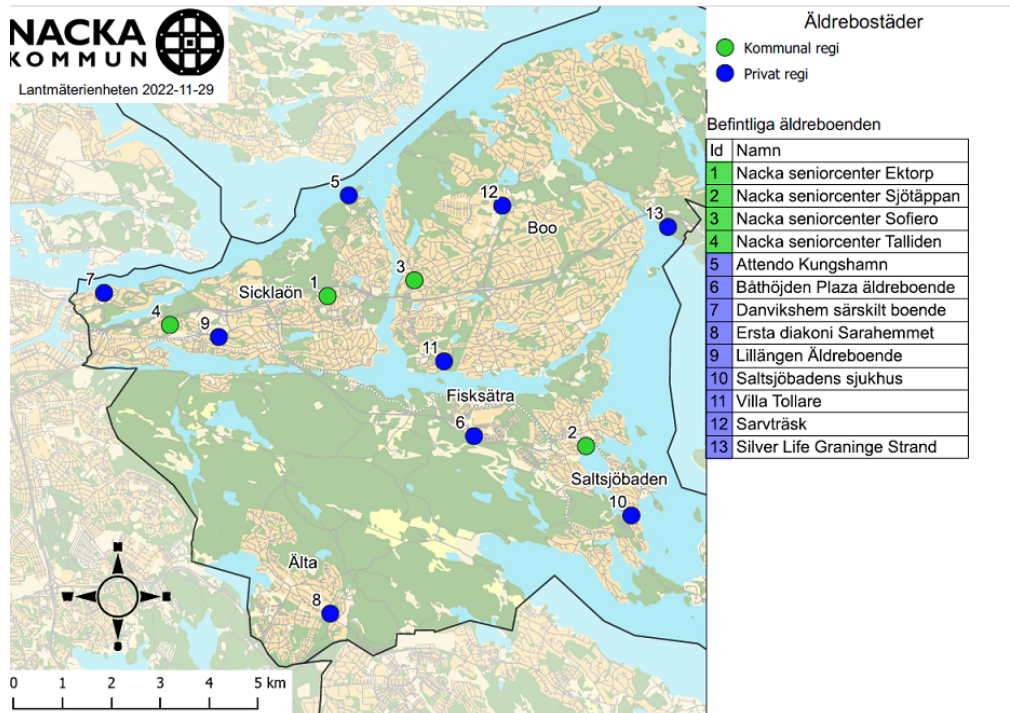 NACKA
KOMMUN
Lantmäterienheten 2022-11-29
Äldrebostäder
Kommunal regi
Privat regi
Befintliga äldreboenden
Id Namn
1 Nacka seniorcenter Ektorp
2 Nacka seniorcenter Sjötäppan
3 Nacka seniorcenter Sofiero
4 Nacka seniorcenter Talliden
5 Attendo Kungshamn
6 Båthöjden Plaza äldreboende
7 Danvikshem särskilt boende
8 Ersta diakoni Sarahemmet
9 Lillängen Äldreboende
10 Saltsjöbadens sjukhus
11 Villa Tollare
12 Sarvträsk
13 Silver Life Graninge Strand
5
12
13
Boo
7
3
1
Sicklaön
4
9
11
Fisksätra
6
2
Saltsjöbaden
10
Älta
8
N
W E
S
0 1 2 3 4 5 km